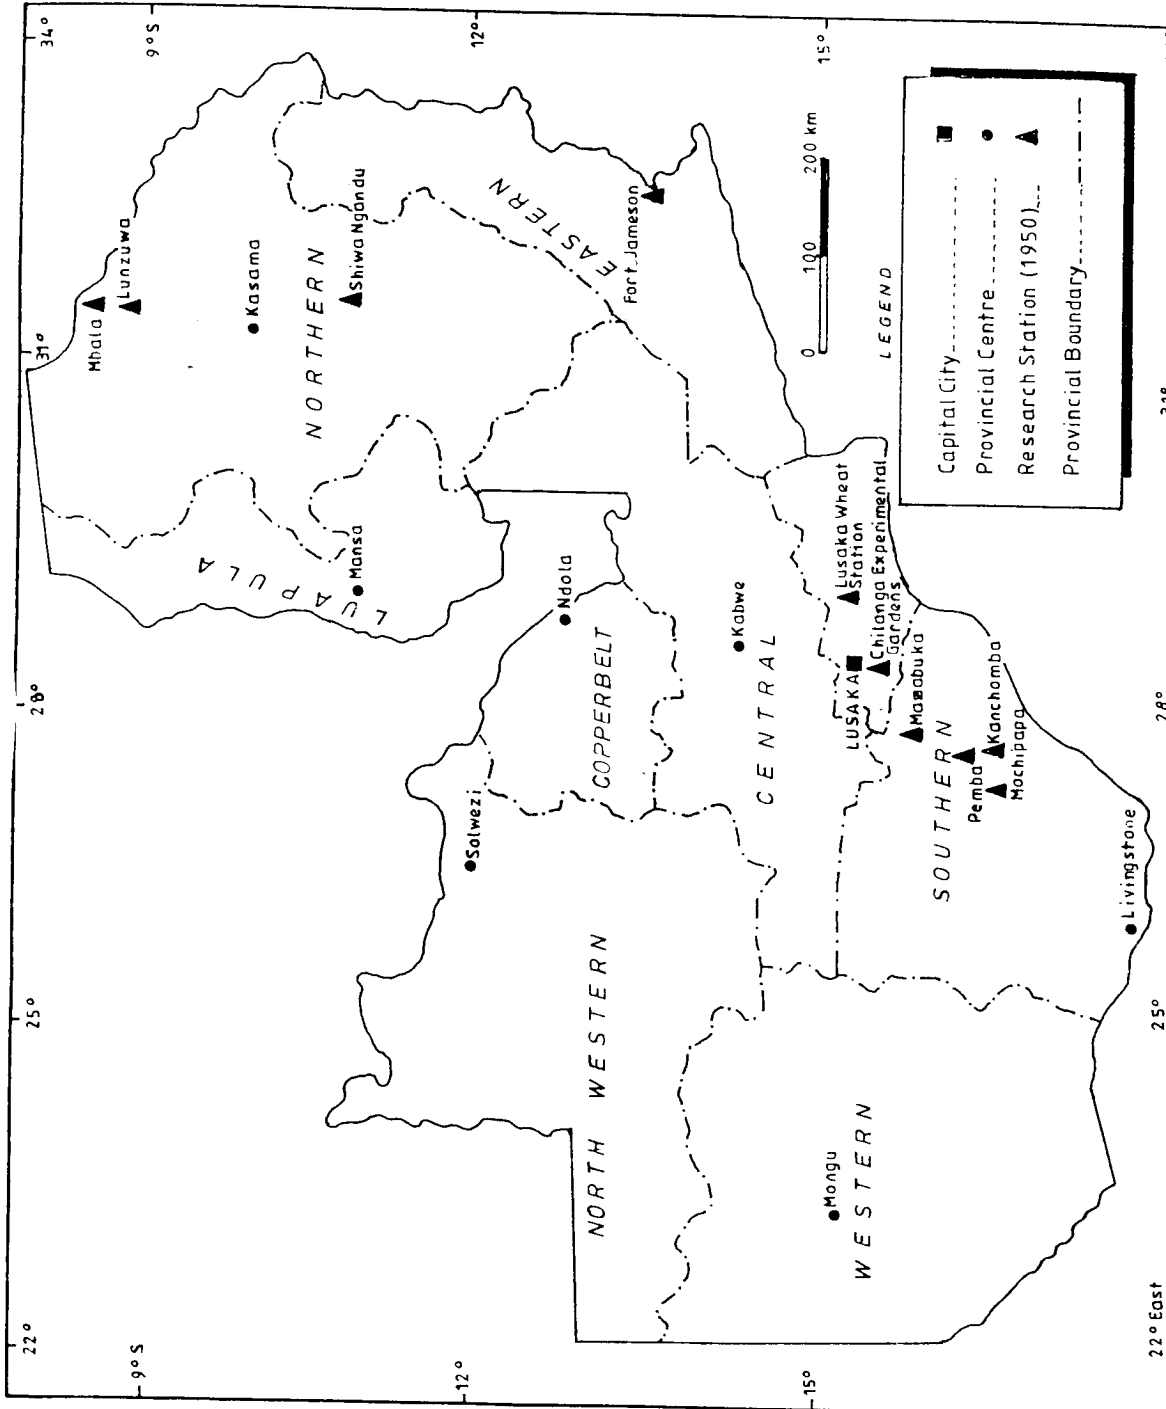 22°
25°
28°
31°
34°
9°S
9°S
Mbala
Lunzuwa
Kasama
LUAPULA
Mansa
NORTHERN
Shiwa Ngandu
12°
12°
Solwezi
Ndola
EASTERN
NORTH WESTERN
COPPERBELT
Fort Jameson
Kabwe
CENTRAL
0 100 200 km
15°
15°
Mongu
WESTERN
LUSAKA
Lusaka Wheat
Station
Chilanga Experimental
Gardens
Mazabuka
SOUTHERN
Pemba
Kanchomba
Mochipapa
Livingstone
LEGEND
Capital City
Provincial Centre
Research Station (1950)
Provincial Boundary
22° East
25°
28°